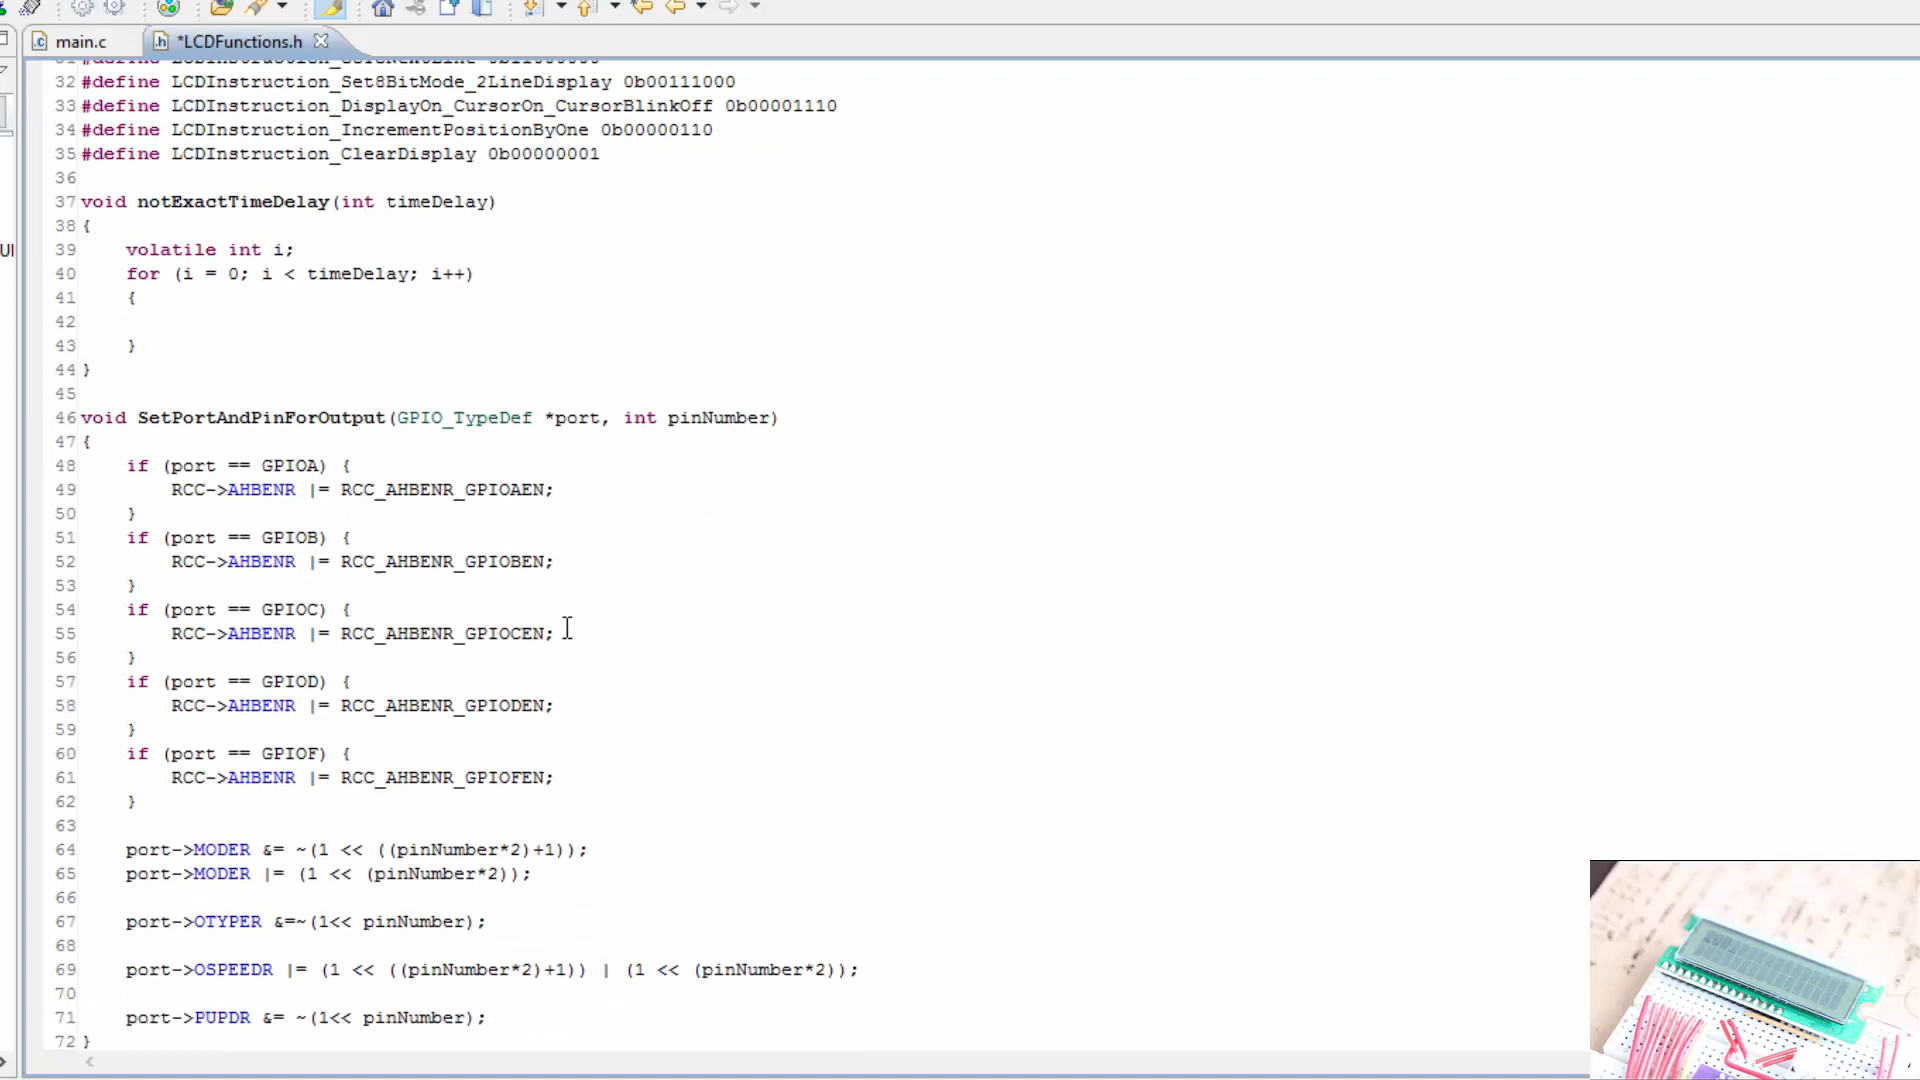 main.c
*LCDFunctions.h
32 #define LCDInstruction_Set8BitMode_2LineDisplay 0b00111000
33 #define LCDInstruction_DisplayOn_CursorOn_CursorBlinkOff 0b00001110
34 #define LCDInstruction_IncrementPositionByOne 0b00000110
35 #define LCDInstruction_ClearDisplay 0b00000001
36
37 void notExactTimeDelay(int timeDelay)
38 {
39 volatile int i;
40 for (i = 0; i < timeDelay; i++)
41 {
42
43 }
44 }
45
46 void SetPortAndPinForOutput(GPIO_TypeDef *port, int pinNumber)
47 {
48 if (port == GPIOA) {
49 RCC->AHBENR |= RCC_AHBENR_GPIOAEN;
50 }
51 if (port == GPIOB) {
52 RCC->AHBENR |= RCC_AHBENR_GPIOBEN;
53 }
54 if (port == GPIOC) {
55 RCC->AHBENR |= RCC_AHBENR_GPIOCEN;
56 }
57 if (port == GPIOD) {
58 RCC->AHBENR |= RCC_AHBENR_GPIODEN;
59 }
60 if (port == GPIOF) {
61 RCC->AHBENR |= RCC_AHBENR_GPIOFEN;
62 }
63
64 port->MODER &= ~(1 << ((pinNumber*2)+1));
65 port->MODER |= (1 << (pinNumber*2));
66
67 port->OTYPER &=~(1<< pinNumber);
68
69 port->OSPEEDR |= (1 << ((pinNumber*2)+1)) | (1 << (pinNumber*2));
70
71 port->PUPDR &= ~(1<< pinNumber);
72 }